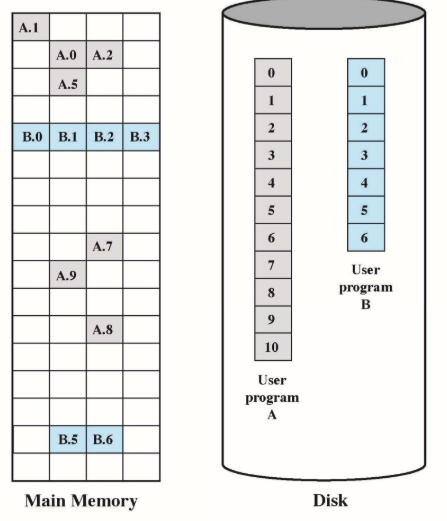 A.1
A.0 A.2
A.5
B.0 B.1 B.2 B.3
A.7
A.9
A.8
B.5 B.6
Main Memory
0
1
2
3
4
5
6
7
8
9
10
User
program
A
0
1
2
3
4
5
6
User
program
B
Disk